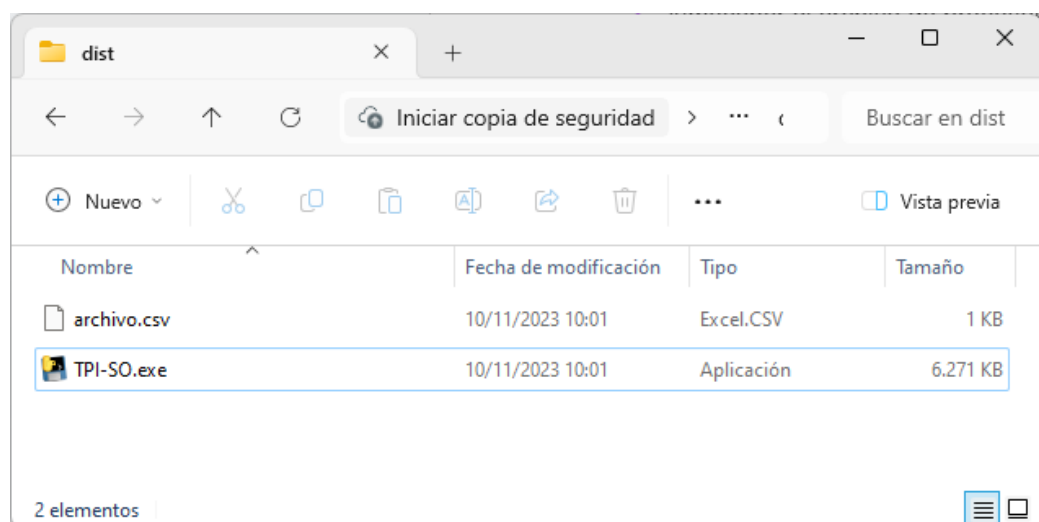 dist
Iniciar copia de seguridad > ... Buscar en dist
Nuevo ... Vista previa
Nombre Fecha de modificación Tipo Tamaño
archivo.csv 10/11/2023 10:01 Excel.CSV 1 KB
TPI-SO.exe 10/11/2023 10:01 Aplicación 6.271 KB
2 elementos